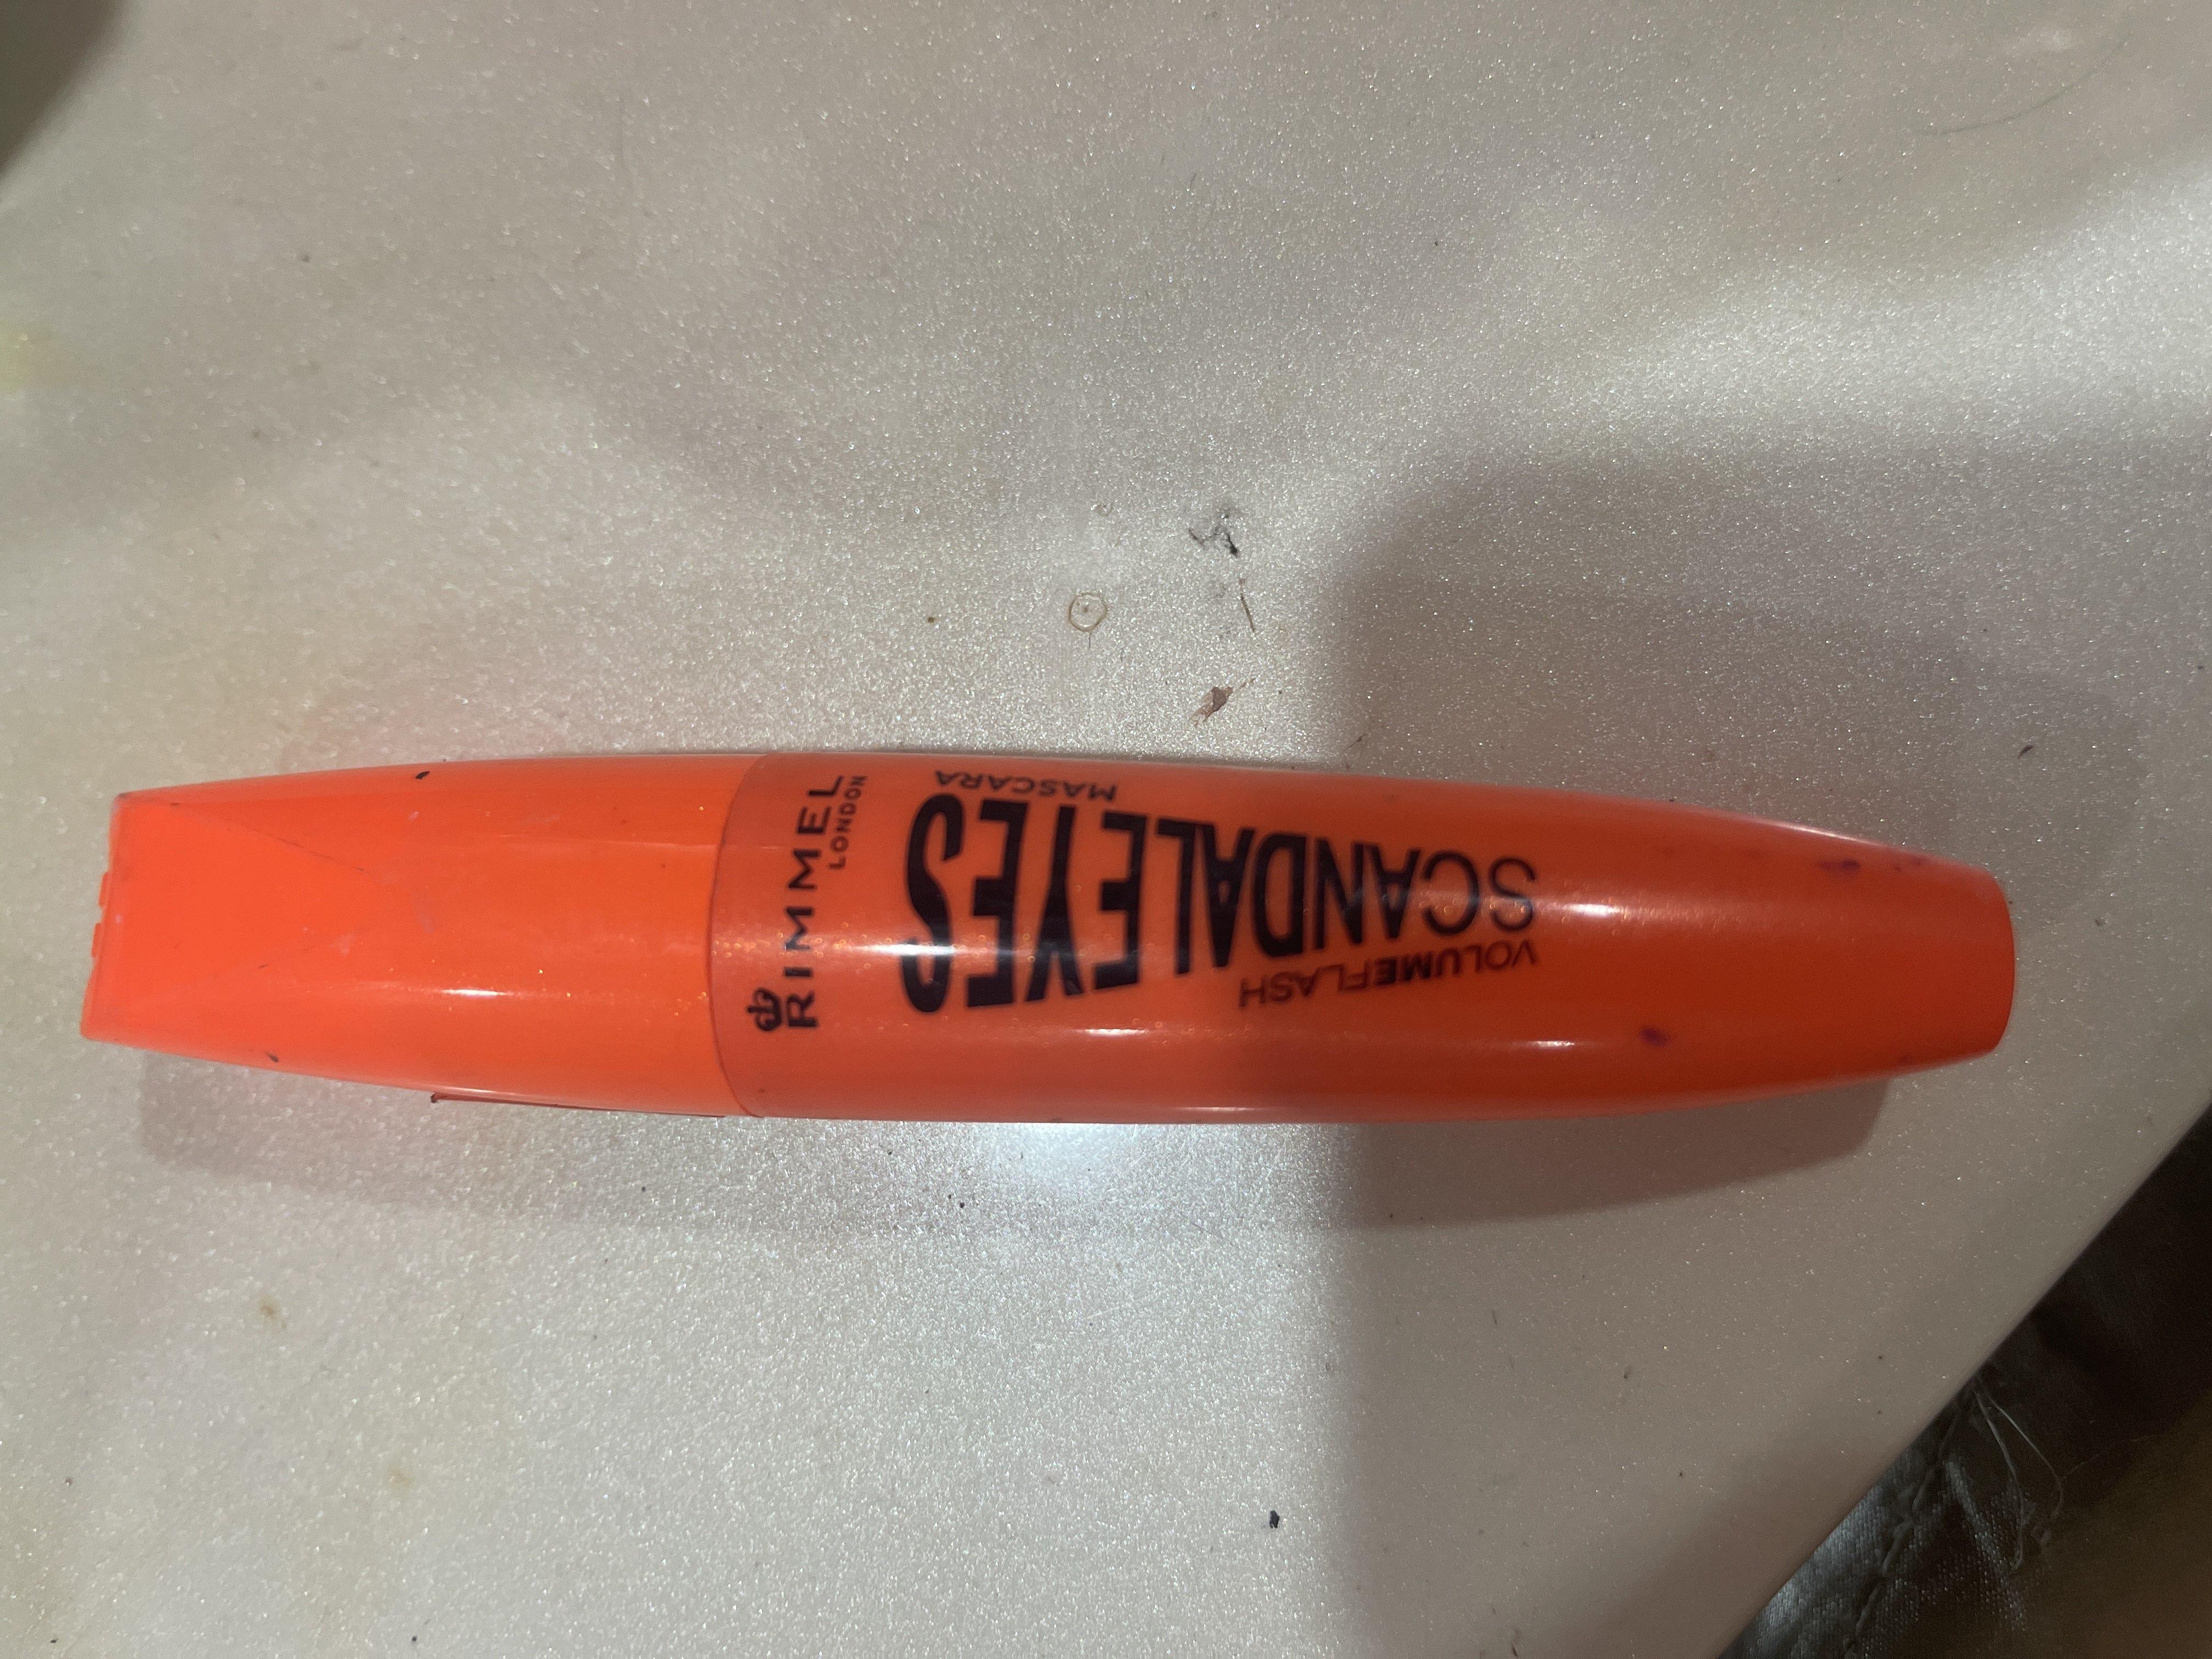 RIMMEL
LONDON
VOLUMEFLASH
SCANDALEYES
MASCARA